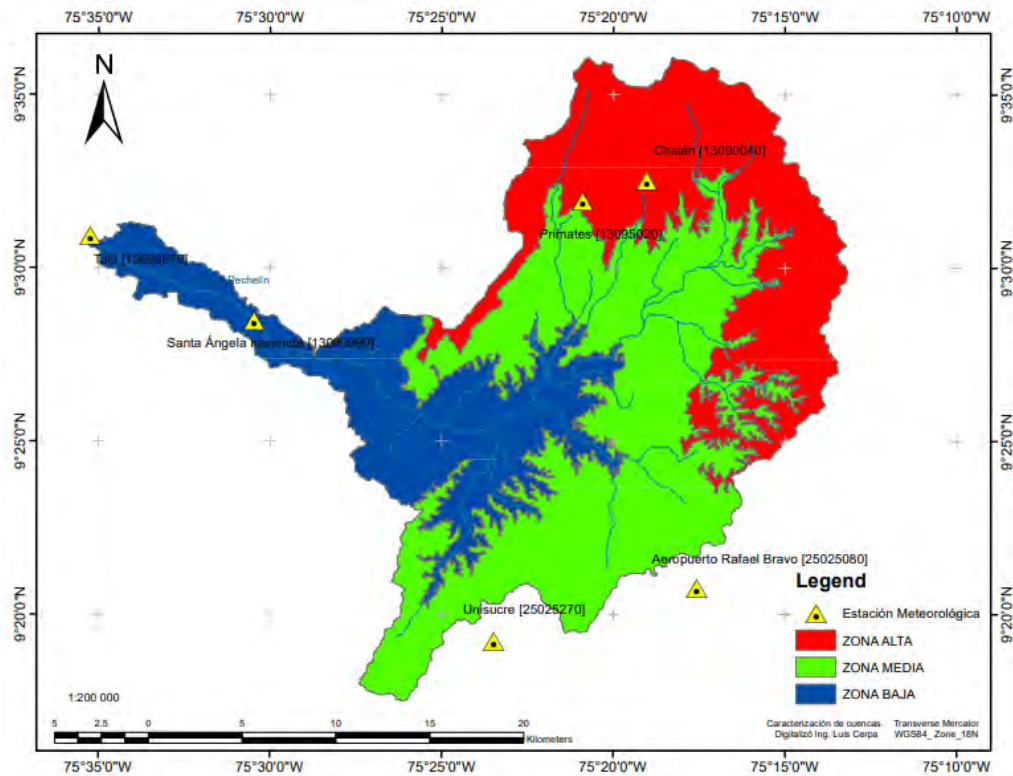 75°35'0"W 75°30'0"W 75°25'0"W 75°20'0"W 75°15'0"W 75°10'0"W
N
9°35'0"N 9°35'0"N
Chalán [13090040]
Primates [13095020]
Tolú
9°30'0"N 9°30'0"N
Pechelin
Santa Ángela hacienda
9°25'0"N 9°25'0"N
Aeropuerto Rafael Bravo [25025080]
Legend
Unisucre [25025270]
9°20'0"N 9°20'0"N
Estación Meteorológica
ZONA ALTA
ZONA MEDIA
ZONA BAJA
1:200 000
5 2.5 0 5 10 15 20
Kilometers
Caracterización de cuencas Transverse Mercator
Digitalizó Ing. Luis Cerpa WGS84_Zone_18N
75°35'0"W 75°30'0"W 75°25'0"W 75°20'0"W 75°15'0"W 75°10'0"W